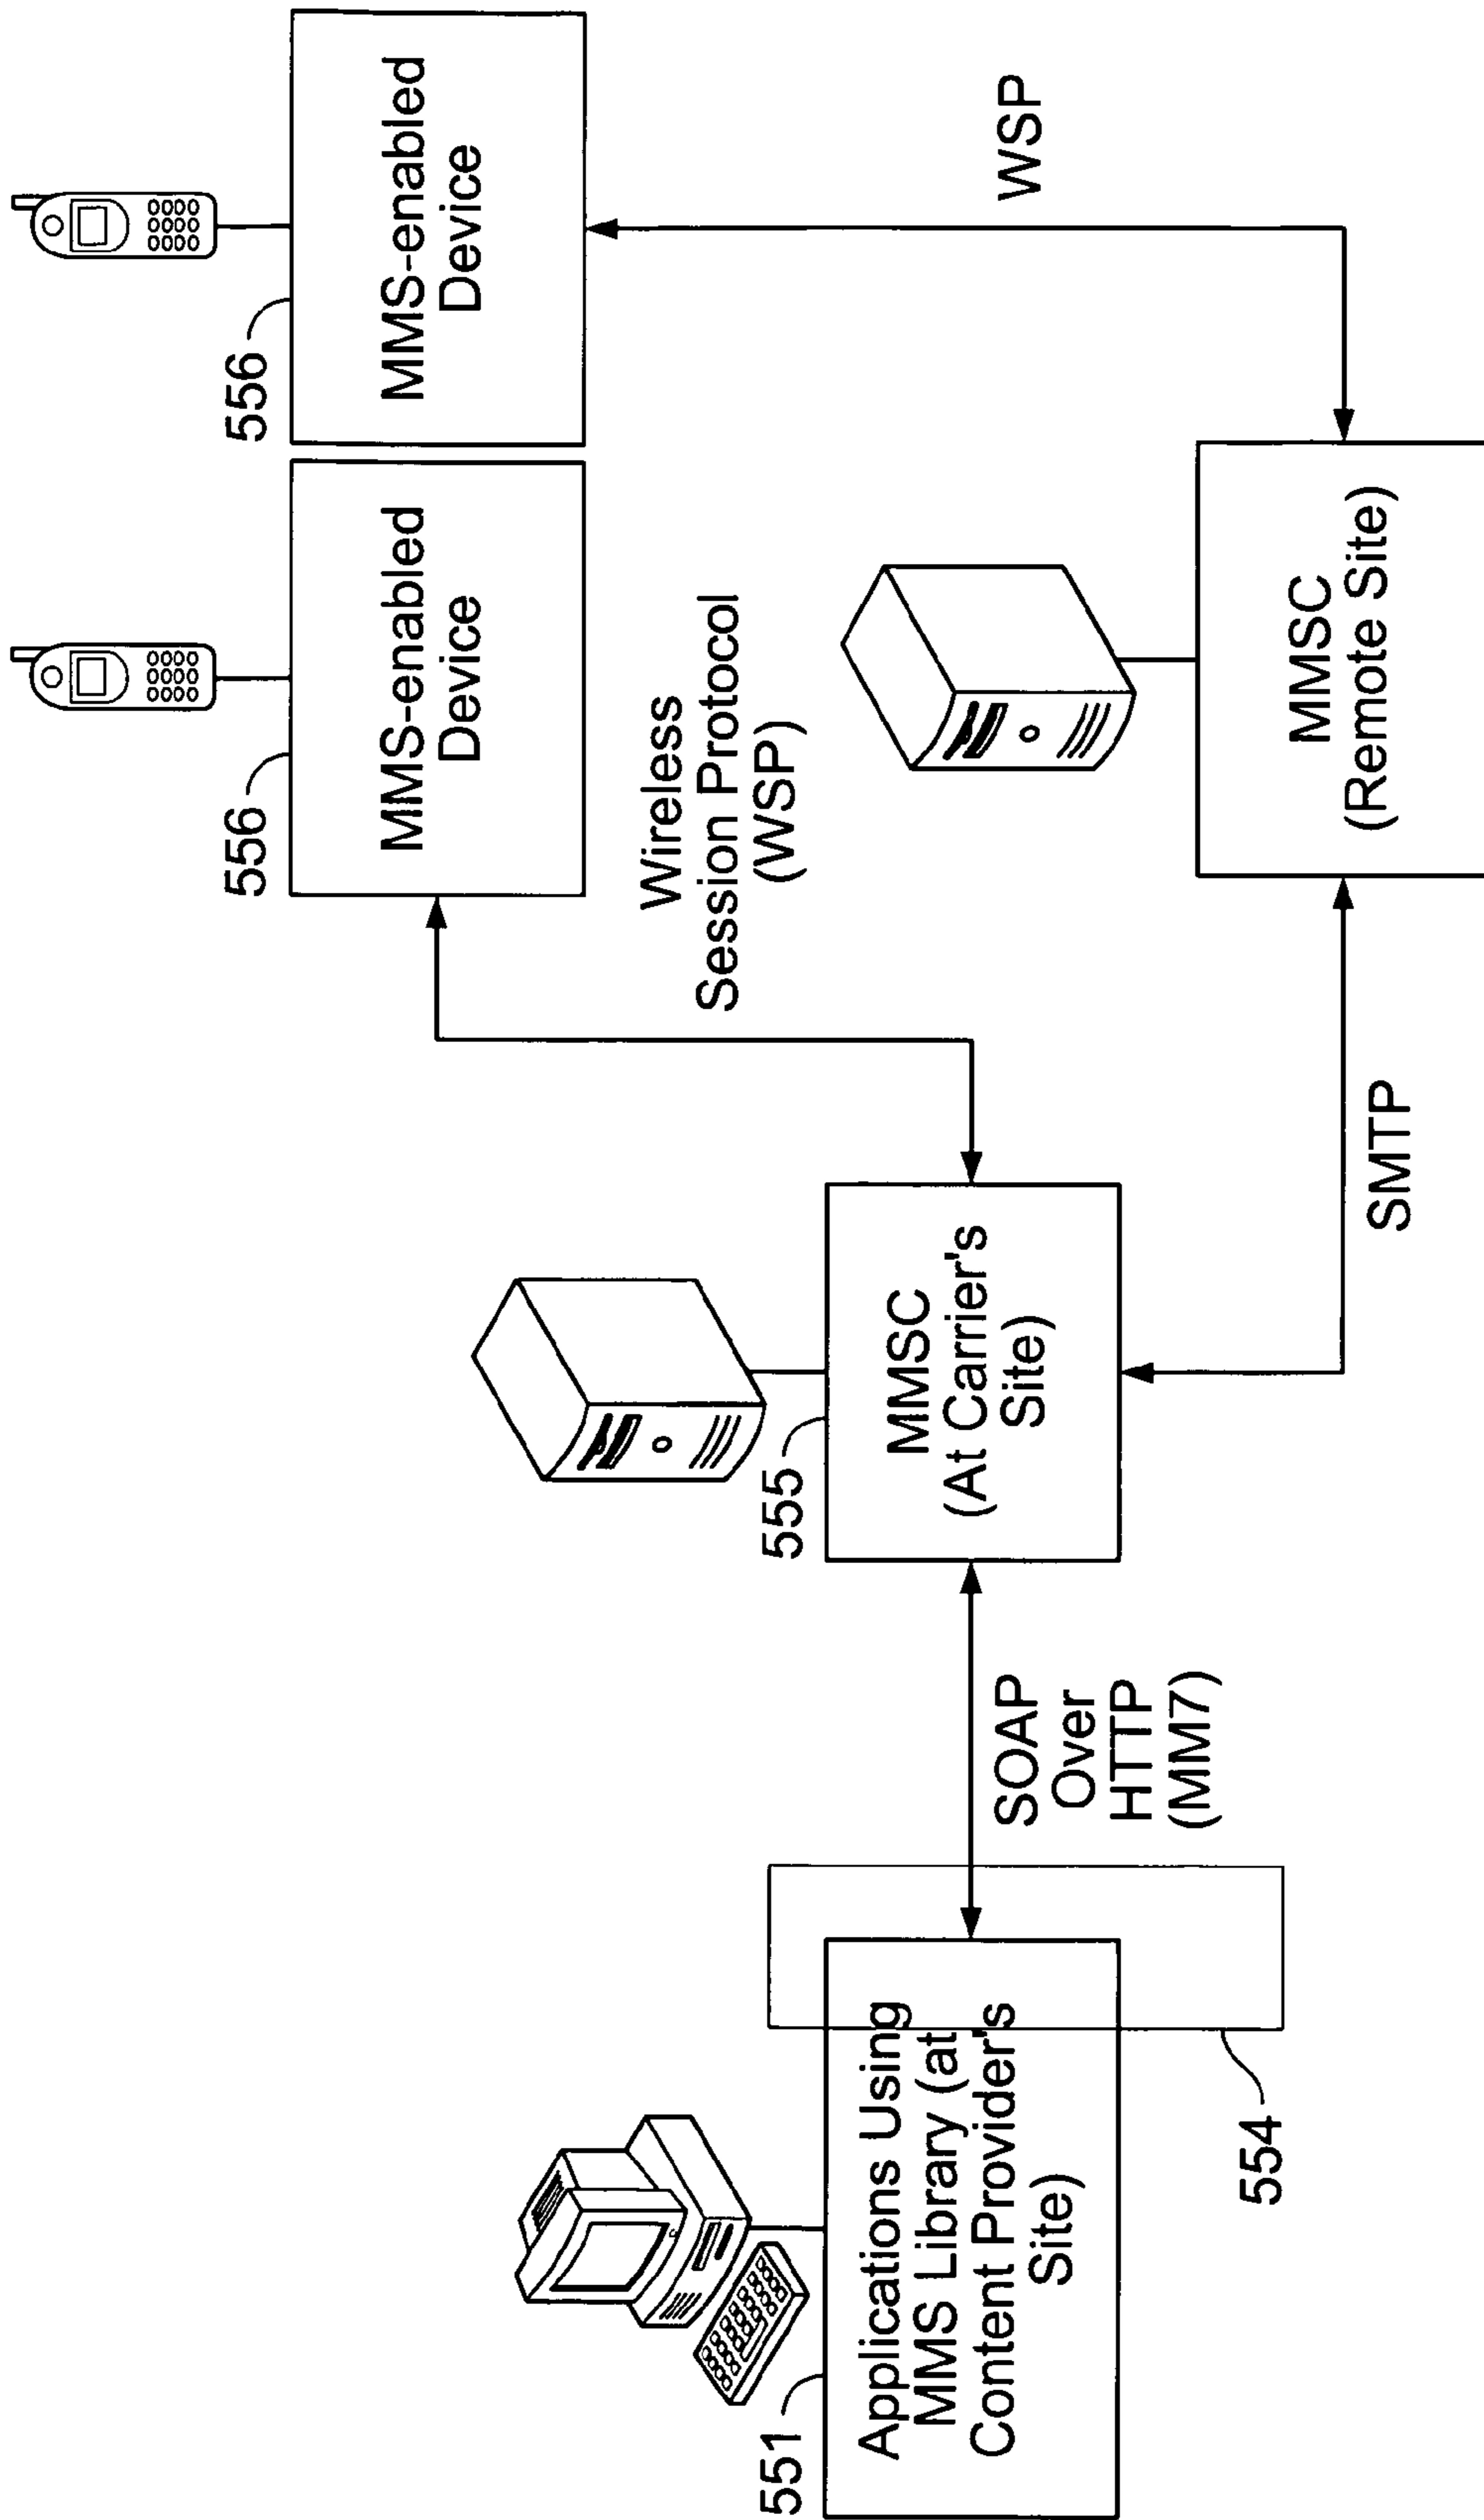 551
Applications Using
MMS Library (at
Content Provider's
Site)
554
SOAP
Over
HTTP
(MM7)
555
MMSC
(At Carrier's
Site)
SMTP
Wireless
Session Protocol
(WSP)
556
MMS-enabled
Device
MMSC
(Remote Site)
556
MMS-enabled
Device
WSP